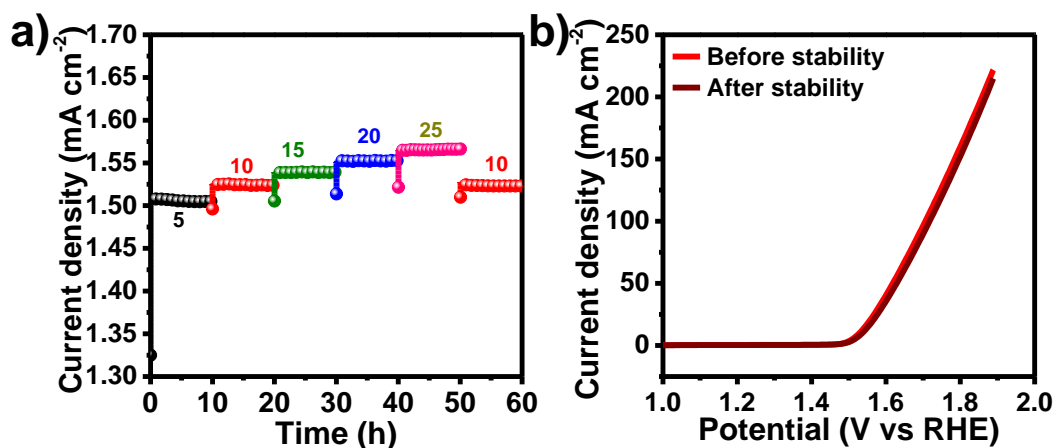 a)
Current density (mA cm⁻²)
1.70
1.65
1.60
1.55
1.50
1.45
1.40
1.35
1.30
5
10
15
20
25
10
0 10 20 30 40 50 60
Time (h)
b)
Current density (mA cm⁻²)
250
200
150
100
50
0
Before stability
After stability
1.0 1.2 1.4 1.6 1.8 2.0
Potential (V vs RHE)